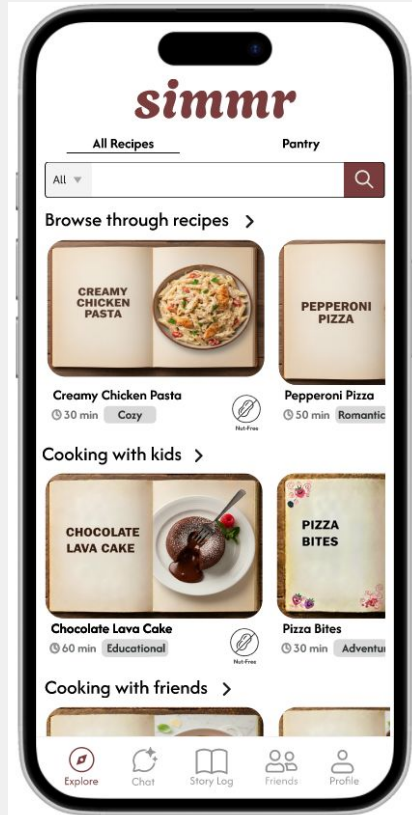 simmr
All Recipes
Pantry
All
Browse through recipes
CREAMY
CHICKEN
PASTA
PEPPERONI
PIZZA
Creamy Chicken Pasta
30 min
Cozy
Nut-Free
Pepperoni Pizza
50 min
Romantic
Cooking with kids
CHOCOLATE
LAVA CAKE
PIZZA
BITES
Chocolate Lava Cake
60 min
Educational
Nut-Free
Pizza Bites
30 min
Adventu
Cooking with friends
Explore
Chat
Story Log
Friends
Profile